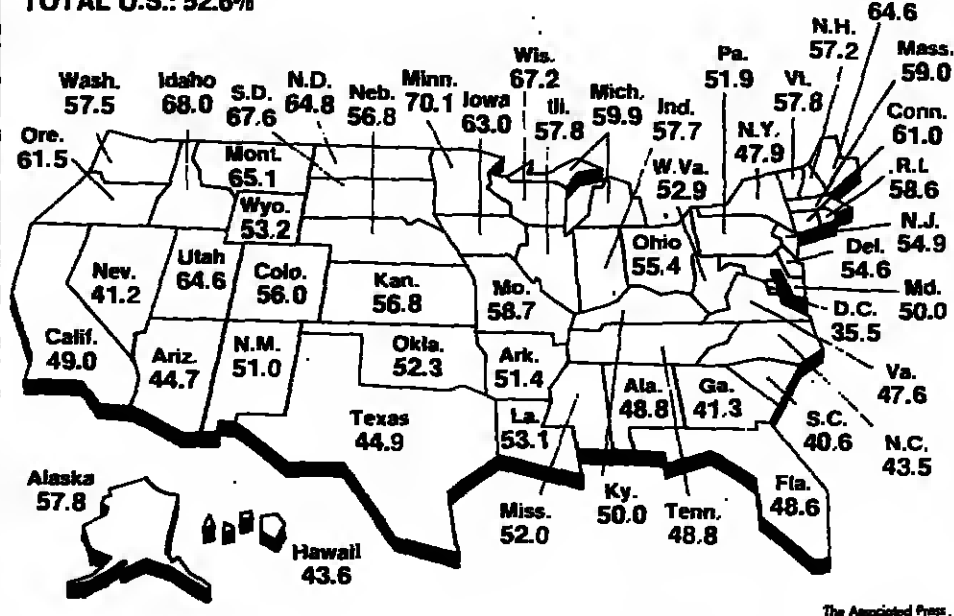 TOTAL U.S.: 52.6%
64.6
N.H.
57.2
Mass.
59.0
Wis.
67.2
Pa.
51.9
Vt.
57.8
Wash.
57.5
Idaho
68.0
S.D.
67.6
N.D.
64.8
Neb.
56.8
Minn.
70.1
Iowa
63.0
Ill.
57.8
Mich.
59.9
Ind.
57.7
Conn.
61.0
Ore.
61.5
Mont.
65.1
W.Va.
52.9
N.Y.
47.9
R.I.
58.6
Wyo.
53.2
N.J.
54.9
Nev.
41.2
Utah
64.6
Colo.
56.0
Kan.
56.8
Mo.
58.7
Ohio
55.4
Del.
54.6
Md.
50.0
D.C.
35.5
Calif.
49.0
Ariz.
44.7
N.M.
51.0
Okla.
52.3
Ark.
51.4
Va.
47.6
Texas
44.9
La.
53.1
Ala.
48.8
Ga.
41.3
S.C.
40.6
N.C.
43.5
Alaska
57.8
Hawaii
43.6
Miss.
52.0
Ky.
50.0
Tenn.
48.8
Fla.
48.6
The Associated Press